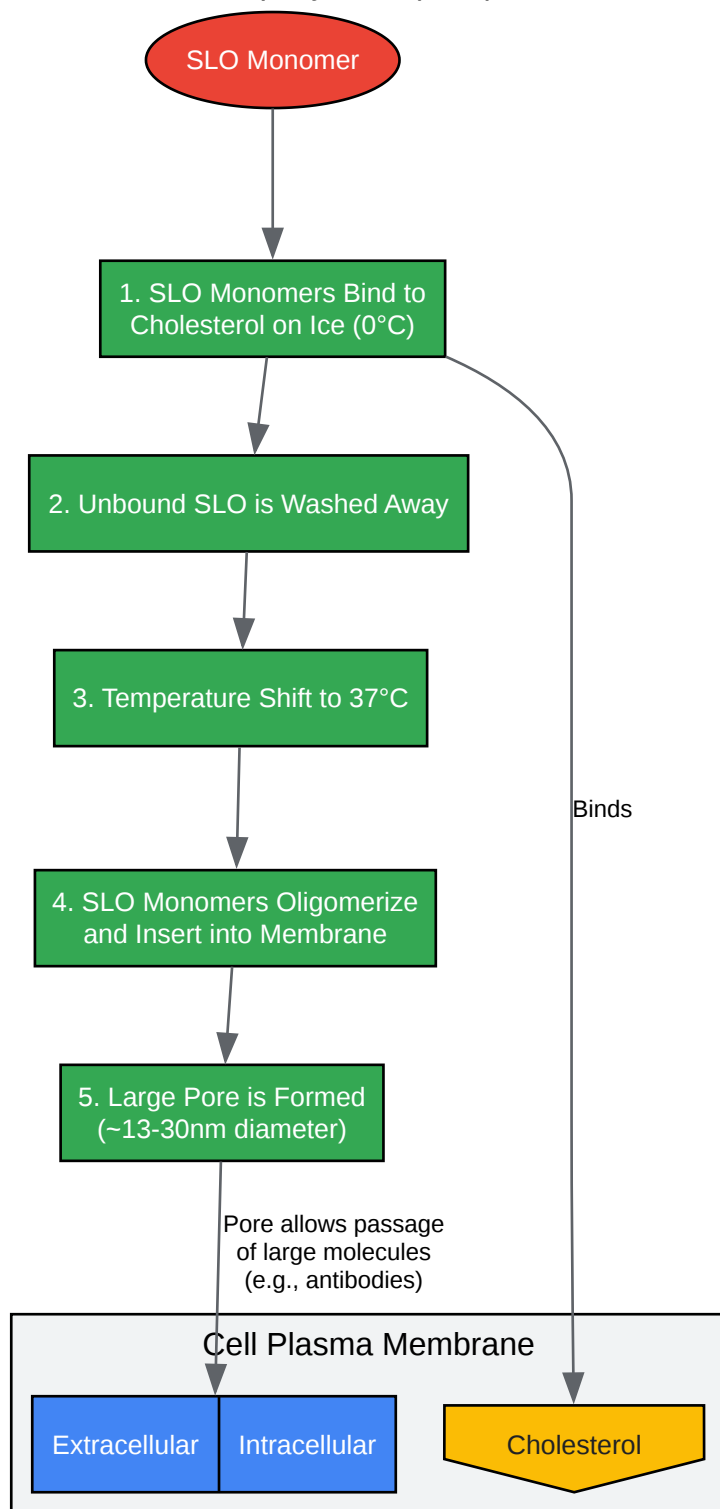 SLO Monomer
1. SLO Monomers Bind to
Cholesterol on Ice (0°C)
2. Unbound SLO is Washed Away
3. Temperature Shift to 37°C
Binds
4. SLO Monomers Oligomerize
and Insert into Membrane
5. Large Pore is Formed
(~13-30nm diameter)
Pore allows passage
of large molecules
(e.g., antibodies)
Cell Plasma Membrane
Extracellular
Intracellular
Cholesterol